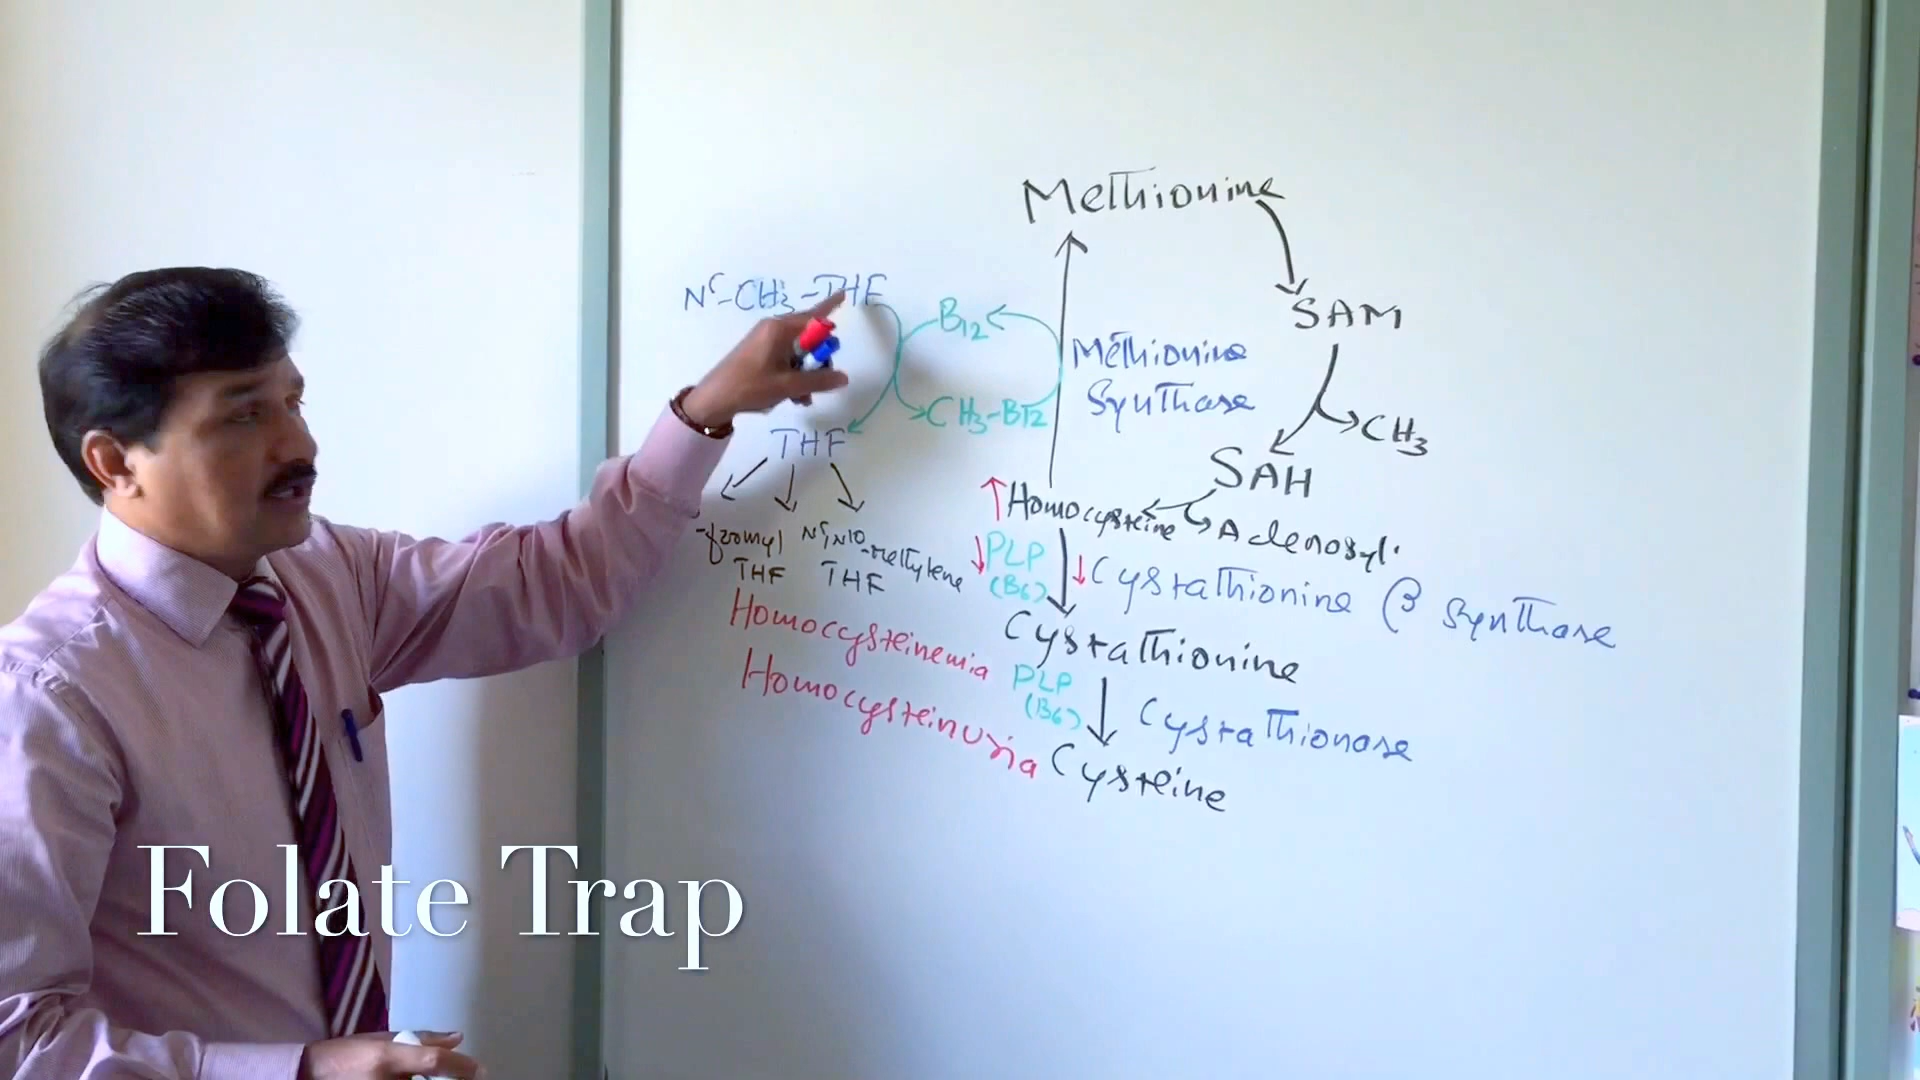 Methionine
N5-CH3-THF
B12
SAM
Methionine
Synthase
CH3-B12
CH3
THF
SAH
↑Homocysteine
Adenosyl
-fromyl
THF
N5,N10
-methylene
THF
↓PLP
(B6)
↓Cystathionine β Synthase
Homocysteinemia
Cystathionine
Homocysteinuria
PLP
(B6)
Cystathionase
Cysteine
Folate Trap